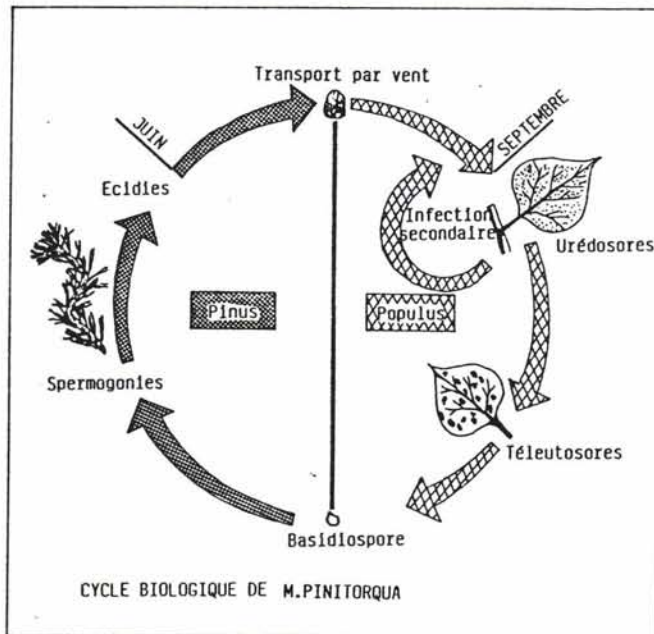 Transport par vent
JUIN
SEPTEMBRE
Ecidies
Infection
secondaire
Urédosores
Pinus
Populus
Spermogonies
Téleutosores
Basidiospore
CYCLE BIOLOGIQUE DE M.PINITORQUA